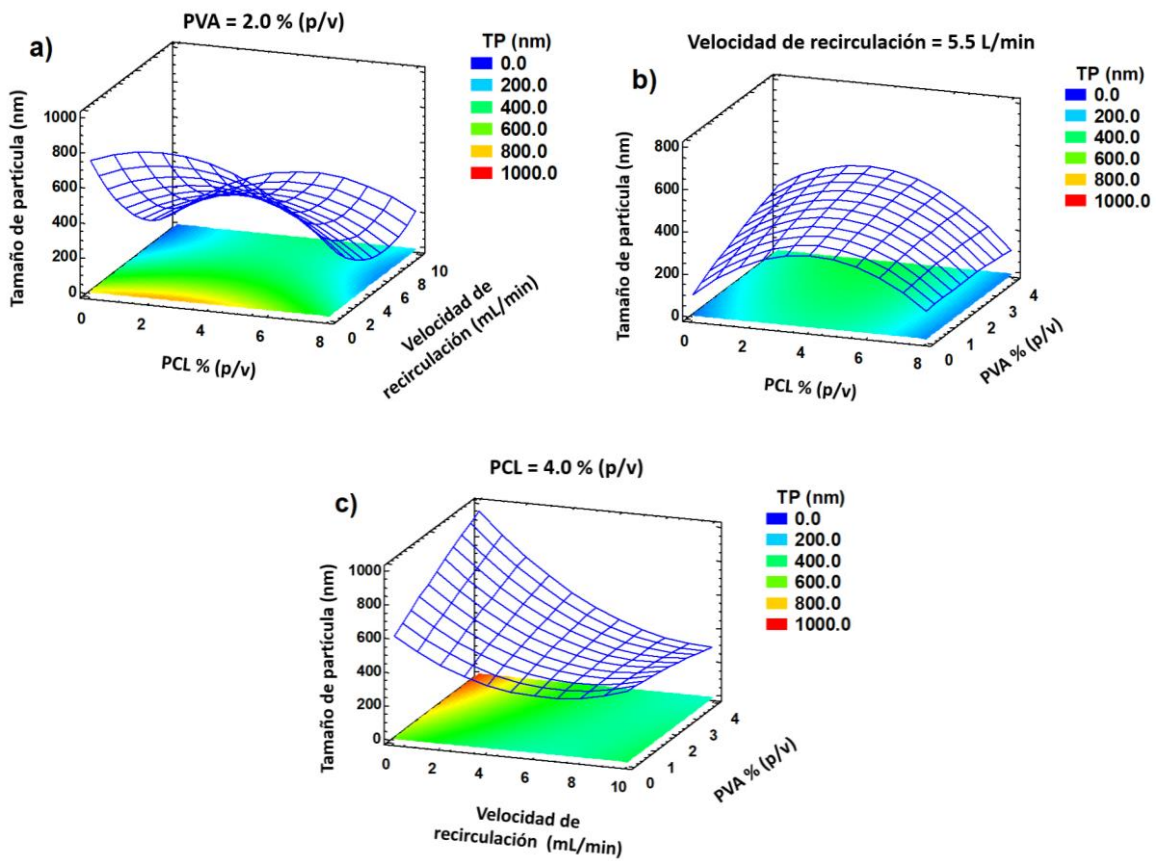 PVA = 2.0 % (p/v)
a)
TP (nm)
0.0
200.0
400.0
600.0
800.0
1000.0
Tamaño de partícula (nm)
1000
800
600
400
200
0
0 2 4 6 8
PCL % (p/v)
0 2 4 6 8 10
Velocidad de
recirculación (mL/min)
Velocidad de recirculación = 5.5 L/min
b)
TP (nm)
0.0
200.0
400.0
600.0
800.0
1000.0
Tamaño de partícula (nm)
800
600
400
200
0
0 2 4 6 8
PCL % (p/v)
0 1 2 3 4
PVA % (p/v)
PCL = 4.0 % (p/v)
c)
TP (nm)
0.0
200.0
400.0
600.0
800.0
1000.0
Tamaño de partícula (nm)
1000
800
600
400
200
0
0 2 4 6 8 10
Velocidad de
recirculación (mL/min)
0 1 2 3 4
PVA % (p/v)